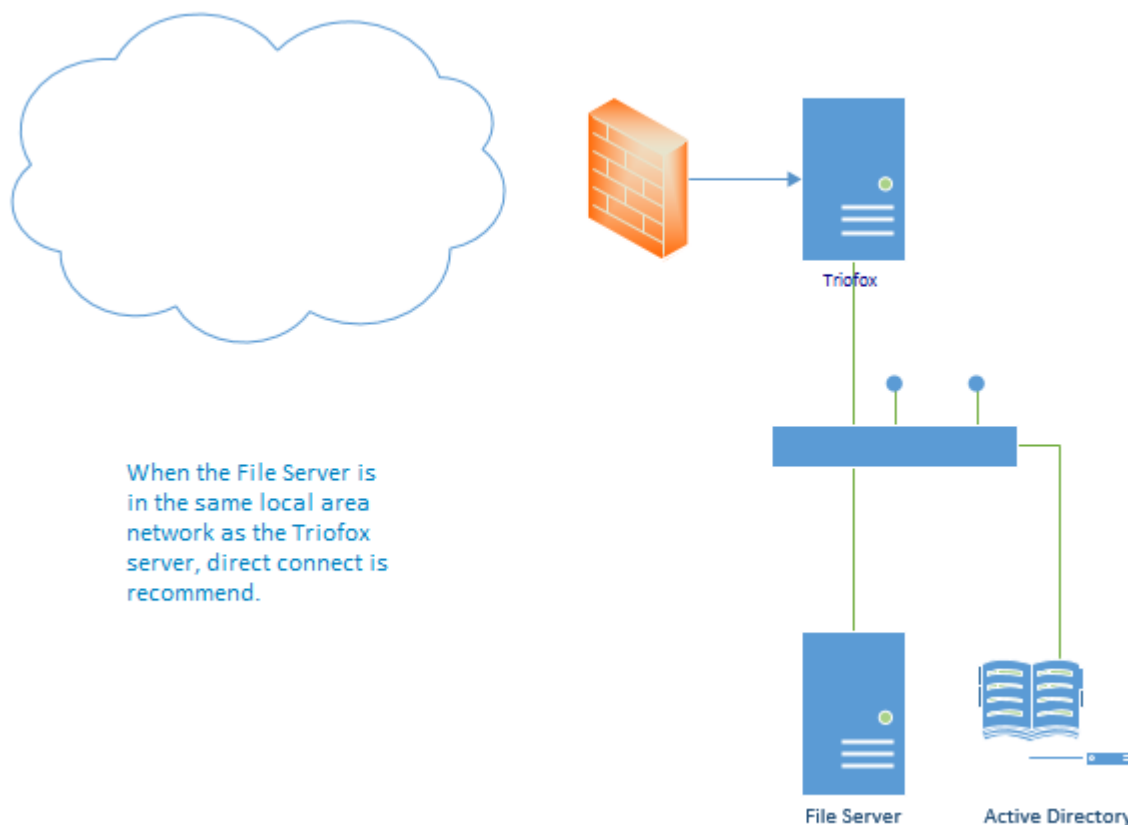 Triofox
When the File Server is
in the same local area
network as the Triofox
server, direct connect is
recommend.
File Server
Active Directory